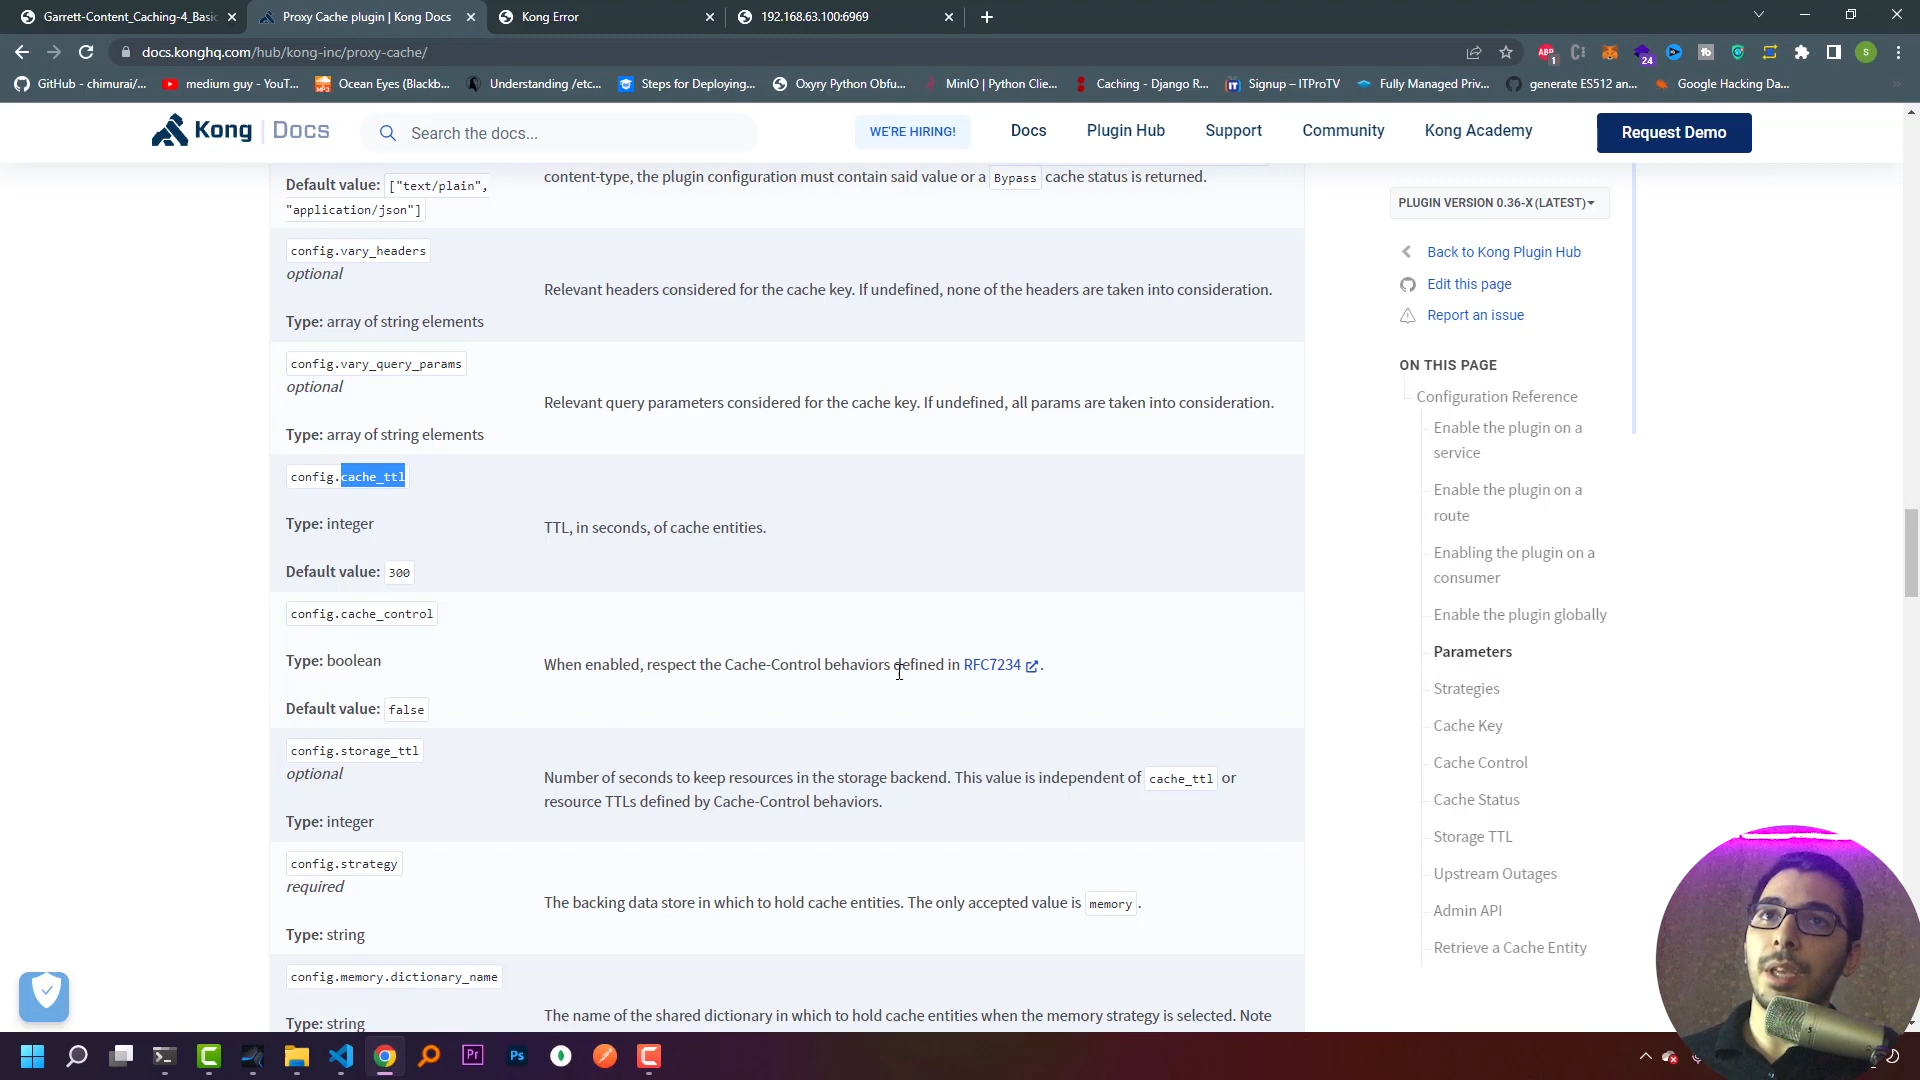 Garrett-Content_Caching-4_Basic
Proxy Cache plugin | Kong Docs
Kong Error
192.168.63.100:6969
docs.konghq.com/hub/kong-inc/proxy-cache/
ABP
1
24
S
GitHub - chimurai/...
medium guy - YouT...
Ocean Eyes (Blackb...
Understanding /etc...
Steps for Deploying...
Oxyry Python Obfu...
MinIO | Python Clie...
Caching - Django R...
Signup – ITProTV
Fully Managed Priv...
generate ES512 an...
Google Hacking Da...
Kong | Docs
Search the docs...
WE'RE HIRING!
Docs
Plugin Hub
Support
Community
Kong Academy
Request Demo
Default value: ["text/plain",
"application/json"]
content-type, the plugin configuration must contain said value or a Bypass cache status is returned.
config.vary_headers
optional
Type: array of string elements
Relevant headers considered for the cache key. If undefined, none of the headers are taken into consideration.
config.vary_query_params
optional
Type: array of string elements
Relevant query parameters considered for the cache key. If undefined, all params are taken into consideration.
config.cache_ttl
Type: integer
Default value: 300
TTL, in seconds, of cache entities.
config.cache_control
Type: boolean
Default value: false
When enabled, respect the Cache-Control behaviors defined in RFC7234.
config.storage_ttl
optional
Type: integer
Number of seconds to keep resources in the storage backend. This value is independent of cache_ttl or
resource TTLs defined by Cache-Control behaviors.
config.strategy
required
Type: string
The backing data store in which to hold cache entities. The only accepted value is memory.
config.memory.dictionary_name
Type: string
The name of the shared dictionary in which to hold cache entities when the memory strategy is selected. Note
PLUGIN VERSION 0.36-X (LATEST)
Back to Kong Plugin Hub
Edit this page
Report an issue
ON THIS PAGE
Configuration Reference
Enable the plugin on a
service
Enable the plugin on a
route
Enabling the plugin on a
consumer
Enable the plugin globally
Parameters
Strategies
Cache Key
Cache Control
Cache Status
Storage TTL
Upstream Outages
Admin API
Retrieve a Cache Entity
Pr
Ps